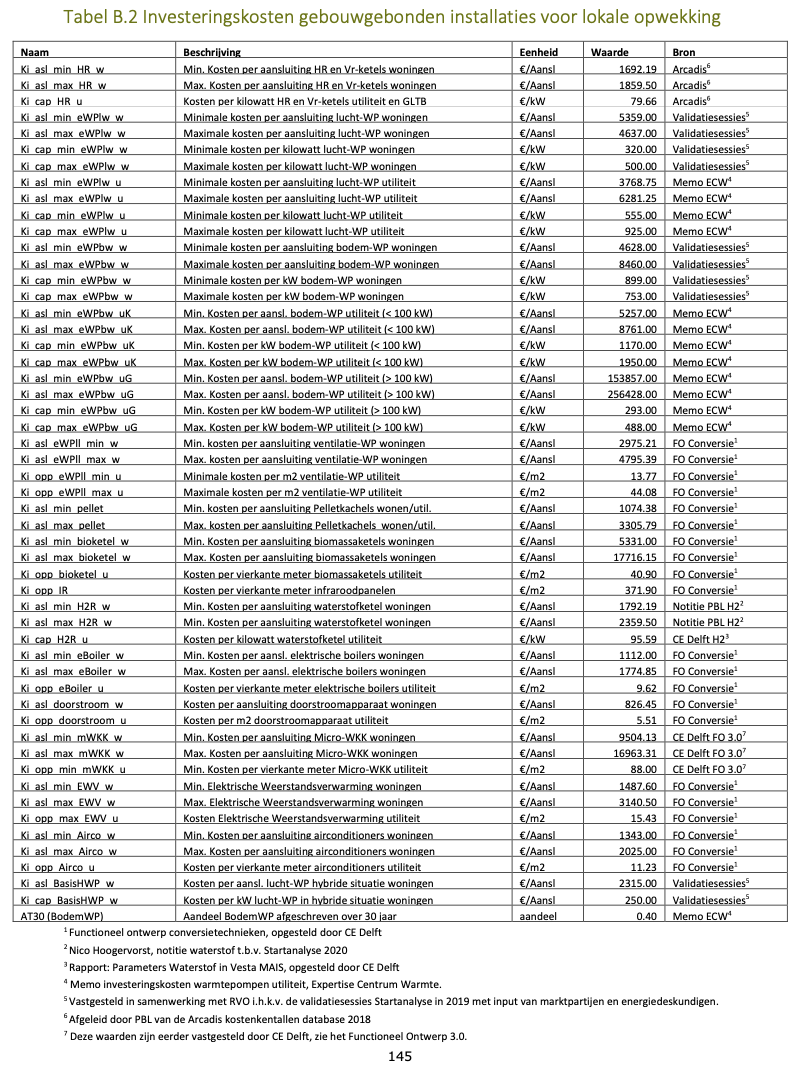 Tabel B.2 Investeringskosten gebouwgebonden installaties voor lokale opwekking
Naam Beschrijving Eenheid Waarde Bron
Ki_asl_min_HR_w Min. Kosten per aansluiting HR en Vr-ketels woningen €/Aansl 1692.19 Arcadis⁶
Ki_asl_max_HR_w Max. Kosten per aansluiting HR en Vr-ketels woningen €/Aansl 1859.50 Arcadis⁶
Ki_cap_HR_u Kosten per kilowatt HR en Vr-ketels utiliteit en GLTB €/kW 79.66 Arcadis⁶
Ki_asl_min_eWPlw_w Minimale kosten per aansluiting lucht-WP woningen €/Aansl 5359.00 Validatiesessies⁵
Ki_asl_max_eWPlw_w Maximale kosten per aansluiting lucht-WP woningen €/Aansl 4637.00 Validatiesessies⁵
Ki_cap_min_eWPlw_w Minimale kosten per kilowatt lucht-WP woningen €/kW 320.00 Validatiesessies⁵
Ki_cap_max_eWPlw_w Maximale kosten per kilowatt lucht-WP woningen €/kW 500.00 Validatiesessies⁵
Ki_asl_min_eWPlw_u Minimale kosten per aansluiting lucht-WP utiliteit €/Aansl 3768.75 Memo ECW⁴
Ki_asl_max_eWPlw_u Maximale kosten per aansluiting lucht-WP utiliteit €/Aansl 6281.25 Memo ECW⁴
Ki_cap_min_eWPlw_u Minimale kosten per kilowatt lucht-WP utiliteit €/kW 555.00 Memo ECW⁴
Ki_cap_max_eWPlw_u Maximale kosten per kilowatt lucht-WP utiliteit €/kW 925.00 Memo ECW⁴
Ki_asl_min_eWPbw_w Minimale kosten per aansluiting bodem-WP woningen €/Aansl 4628.00 Validatiesessies⁵
Ki_asl_max_eWPbw_w Maximale kosten per aansluiting bodem-WP woningen €/Aansl 8460.00 Validatiesessies⁵
Ki_cap_min_eWPbw_w Minimale kosten per kW bodem-WP woningen €/kW 899.00 Validatiesessies⁵
Ki_cap_max_eWPbw_w Maximale kosten per kW bodem-WP woningen €/kW 753.00 Validatiesessies⁵
Ki_asl_min_eWPbw_uK Min. Kosten per aansl. bodem-WP utiliteit (< 100 kW) €/Aansl 5257.00 Memo ECW⁴
Ki_asl_max_eWPbw_uK Max. Kosten per aansl. bodem-WP utiliteit (< 100 kW) €/Aansl 8761.00 Memo ECW⁴
Ki_cap_min_eWPbw_uK Min. Kosten per kW bodem-WP utiliteit (< 100 kW) €/kW 1170.00 Memo ECW⁴
Ki_cap_max_eWPbw_uK Max. Kosten per kW bodem-WP utiliteit (< 100 kW) €/kW 1950.00 Memo ECW⁴
Ki_asl_min_eWPbw_uG Min. Kosten per aansl. bodem-WP utiliteit (> 100 kW) €/Aansl 153857.00 Memo ECW⁴
Ki_asl_max_eWPbw_uG Max. Kosten per aansl. bodem-WP utiliteit (> 100 kW) €/Aansl 256428.00 Memo ECW⁴
Ki_cap_min_eWPbw_uG Min. Kosten per kW bodem-WP utiliteit (> 100 kW) €/kW 293.00 Memo ECW⁴
Ki_cap_max_eWPbw_uG Max. Kosten per kW bodem-WP utiliteit (> 100 kW) €/kW 488.00 Memo ECW⁴
Ki_asl_eWPll_min_w Min. kosten per aansluiting ventilatie-WP woningen €/Aansl 2975.21 FO Conversie¹
Ki_asl_eWPll_max_w Max. kosten per aansluiting ventilatie-WP woningen €/Aansl 4795.39 FO Conversie¹
Ki_opp_eWPll_min_u Minimale kosten per m2 ventilatie-WP utiliteit €/m2 13.77 FO Conversie¹
Ki_opp_eWPll_max_u Maximale kosten per m2 ventilatie-WP utiliteit €/m2 44.08 FO Conversie¹
Ki_asl_min_pellet Min. kosten per aansluiting Pelletkachels wonen/util. €/Aansl 1074.38 FO Conversie¹
Ki_asl_max_pellet Max. kosten per aansluiting Pelletkachels wonen/util. €/Aansl 3305.79 FO Conversie¹
Ki_asl_min_bioketel_w Min. kosten per aansluiting biomassaketels woningen €/Aansl 5331.00 FO Conversie¹
Ki_asl_max_bioketel_w Max. Kosten per aansluiting biomassaketels woningen €/Aansl 17716.15 FO Conversie¹
Ki_opp_bioketel_u Kosten per vierkante meter biomassaketels utiliteit €/m2 40.90 FO Conversie¹
Ki_opp_IR Kosten per vierkante meter infraroodpanelen €/m2 371.90 FO Conversie¹
Ki_asl_min_H2R_w Min. Kosten per aansluiting waterstofketel woningen €/Aansl 1792.19 Notitie PBL H2²
Ki_asl_max_H2R_w Max. Kosten per aansluiting waterstofketel woningen €/Aansl 2359.50 Notitie PBL H2²
Ki_cap_H2R_u Kosten per kilowatt waterstofketel utiliteit €/kW 95.59 CE Delft H2³
Ki_asl_min_eBoiler_w Min. Kosten per aansl. elektrische boilers woningen €/Aansl 1112.00 FO Conversie¹
Ki_asl_max_eBoiler_w Max. Kosten per aansl. elektrische boilers woningen €/Aansl 1774.85 FO Conversie¹
Ki_opp_eBoiler_u Kosten per vierkante meter elektrische boilers utiliteit €/m2 9.62 FO Conversie¹
Ki_asl_doorstroom_w Kosten per aansluiting doorstroomapparaat woningen €/Aansl 826.45 FO Conversie¹
Ki_opp_doorstroom_u Kosten per m2 doorstroomapparaat utiliteit €/m2 5.51 FO Conversie¹
Ki_asl_min_mWKK_w Min. Kosten per aansluiting Micro-WKK woningen €/Aansl 9504.13 CE Delft FO 3.0⁷
Ki_asl_max_mWKK_w Max. Kosten per aansluiting Micro-WKK woningen €/Aansl 16963.31 CE Delft FO 3.0⁷
Ki_opp_min_mWKK_u Min. Kosten per vierkante meter Micro-WKK utiliteit €/m2 88.00 CE Delft FO 3.0⁷
Ki_asl_min_EWV_w Min. Elektrische Weerstandsverwarming woningen €/Aansl 1487.60 FO Conversie¹
Ki_asl_max_EWV_w Max. Elektrische Weerstandsverwarming woningen €/Aansl 3140.50 FO Conversie¹
Ki_opp_max_EWV_u Kosten Elektrische Weerstandsverwarming utiliteit €/m2 15.43 FO Conversie¹
Ki_asl_min_Airco_w Min. Kosten per aansluiting airconditioners woningen €/Aansl 1343.00 FO Conversie¹
Ki_asl_max_Airco_w Max. Kosten per aansluiting airconditioners woningen €/Aansl 2025.00 FO Conversie¹
Ki_opp_Airco_u Kosten per vierkante meter airconditioners utiliteit €/m2 11.23 FO Conversie¹
Ki_asl_BasisHWP_w Kosten per aansl. lucht-WP hybride situatie woningen €/Aansl 2315.00 Validatiesessies⁵
Ki_cap_BasisHWP_w Kosten per kW lucht-WP in hybride situatie woningen €/Aansl 250.00 Validatiesessies⁵
AT30 (BodemWP) Aandeel BodemWP afgeschreven over 30 jaar aandeel 0.40 Memo ECW⁴
¹ Functioneel ontwerp conversietechnieken, opgesteld door CE Delft
² Nico Hoogervorst, notitie waterstof t.b.v. Startanalyse 2020
³ Rapport: Parameters Waterstof in Vesta MAIS, opgesteld door CE Delft
⁴ Memo investeringskosten warmtepompen utiliteit, Expertise Centrum Warmte.
⁵ Vastgesteld in samenwerking met RVO i.h.k.v. de validatiesessies Startanalyse in 2019 met input van marktpartijen en energiedeskundigen.
⁶ Afgeleid door PBL van de Arcadis kostenkentallen database 2018
⁷ Deze waarden zijn eerder vastgesteld door CE Delft, zie het Functioneel Ontwerp 3.0.
145